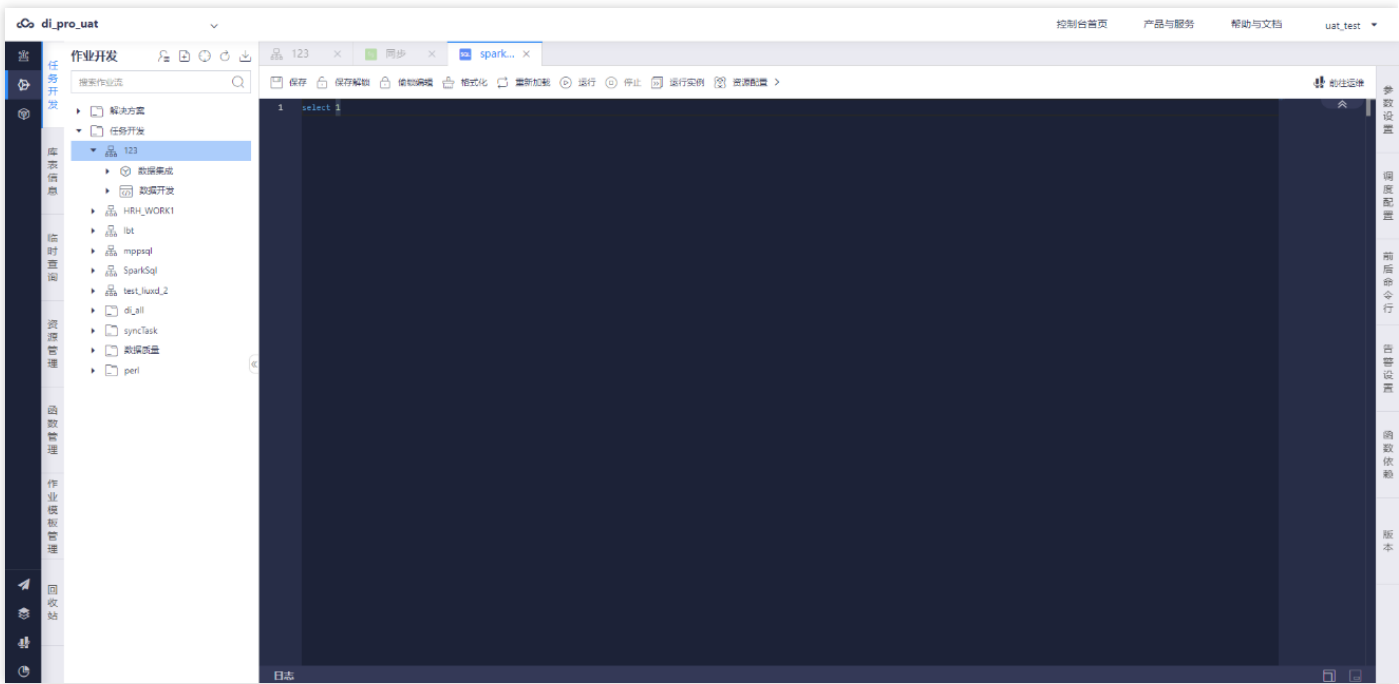 di_pro_uat
控制台首页 产品与服务 帮助与文档 uat_test
作业开发
123 同步 spark...
SQL
搜索作业流
保存 保存解锁 偷锁编辑 格式化 重新加载 运行 停止 运行实例 资源配置 前往运维
任务开发
库表信息
临时查询
资源管理
函数管理
作业模板管理
回收站
解决方案
任务开发
123
数据集成
数据开发
HRH_WORK1
lbt
mppsql
SparkSql
test_liuxd_2
di_all
syncTask
数据质量
perl
1 select 1
参数设置
调度配置
前后命令行
告警设置
函数依赖
版本
日志